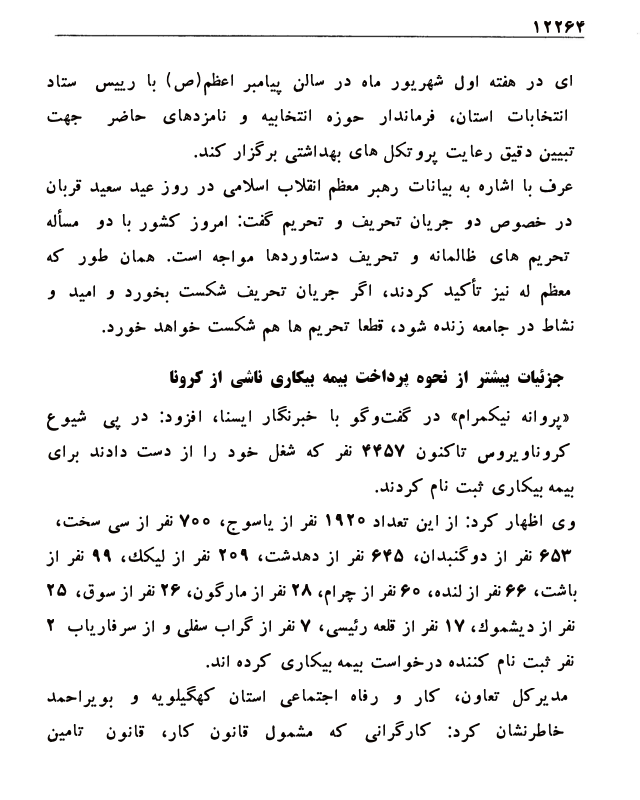 ۱۲۲۶۴
ای در هفته اول شهریور ماه در سالن پیامبر اعظم(ص) با رییس ستاد
انتخابات استان، فرماندار حوزه انتخابیه و نامزدهای حاضر جهت
تبیین دقیق رعایت پروتکل های بهداشتی برگزار کند.
عرف با اشاره به بیانات رهبر معظم انقلاب اسلامی در روز عید سعید قربان
در خصوص دو جریان تحریف و تحریم گفت: امروز کشور با دو مسأله
تحریم های ظالمانه و تحریف دستاوردها مواجه است. همان طور که
معظم له نیز تأکید کردند، اگر جریان تحریف شکست بخورد و امید و
نشاط در جامعه زنده شود، قطعا تحریم ها هم شکست خواهد خورد.
جزئیات بیشتر از نحوه پرداخت بیمه بیکاری ناشی از کرونا
«پروانه نیکمرام» در گفت‌وگو با خبرنگار ایسنا، افزود: در پی شیوع
کروناویروس تاکنون ۴۴۵۷ نفر که شغل خود را از دست دادند برای
بیمه بیکاری ثبت نام کردند.
وی اظهار کرد: از این تعداد ۱۹۲۰ نفر از یاسوج، ۷۰۰ نفر از سی سخت،
۶۵۳ نفر از دوگنبدان، ۶۴۵ نفر از دهدشت، ۲۰۹ نفر از لیکک، ۹۹ نفر از
باشت، ۶۶ نفر از لنده، ۶۰ نفر از چرام، ۲۸ نفر از مارگون، ۲۶ نفر از سوق، ۲۵
نفر از دیشموک، ۱۷ نفر از قلعه رئیسی، ۷ نفر از گراب سفلی و از سرفاریاب ۲
نفر ثبت نام کننده درخواست بیمه بیکاری کرده اند.
مدیرکل تعاون، کار و رفاه اجتماعی استان کهگیلویه و بویراحمد
خاطرنشان کرد: کارگرانی که مشمول قانون کار، قانون تامین